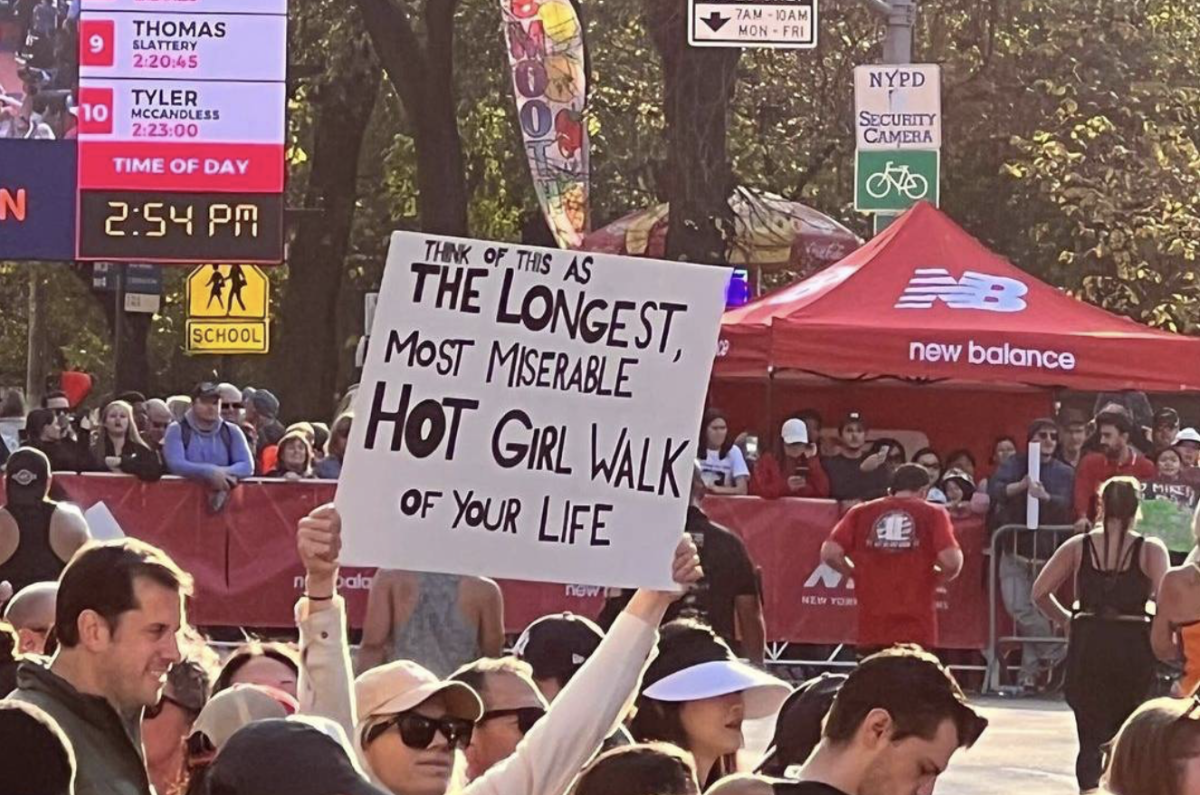 9 THOMAS
SLATTERY
2:20:45
10 TYLER
MCCANDLESS
2:23:00
TIME OF DAY
2:54 PM
N
SCHOOL
7AM - 10AM
MON - FRI
NYPD
SECURITY
CAMERA
THINK OF THIS AS
THE LONGEST,
MOST MISERABLE
HOT GIRL WALK
OF YOUR LIFE
NB
new balance
NEW YORK